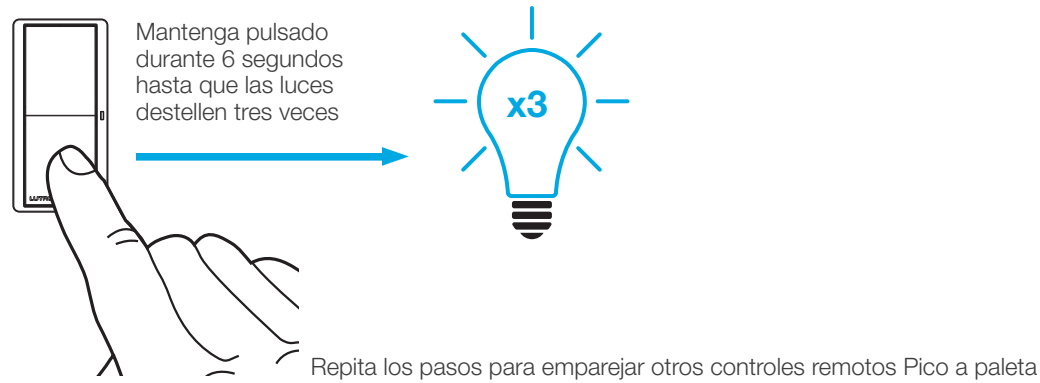 Mantenga pulsado
durante 6 segundos
hasta que las luces
destellen tres veces
x3
Repita los pasos para emparejar otros controles remotos Pico a paleta